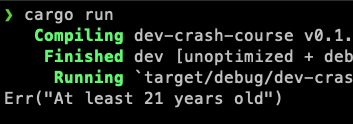 ❯ cargo run
Compiling dev-crash-course v0.1.
Finished dev [unoptimized + deb
Running `target/debug/dev-cras
Err("At least 21 years old")